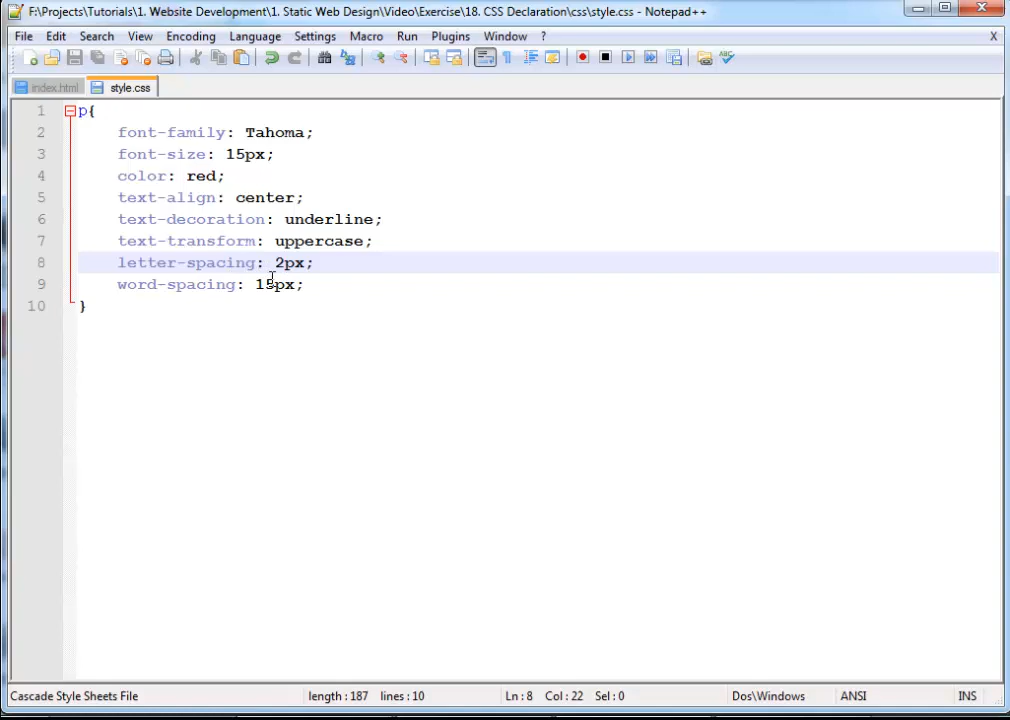 F:\Projects\Tutorials\1. Website Development\1. Static Web Design\Video\Exercise\18. CSS Declaration\css\style.css - Notepad++
File Edit Search View Encoding Language Settings Macro Run Plugins Window ? X
index.html style.css
1 p{
2 font-family: Tahoma;
3 font-size: 15px;
4 color: red;
5 text-align: center;
6 text-decoration: underline;
7 text-transform: uppercase;
8 letter-spacing: 2px;
9 word-spacing: 15px;
10 }
Cascade Style Sheets File length : 187 lines : 10 Ln : 8 Col : 22 Sel : 0 Dos\Windows ANSI INS